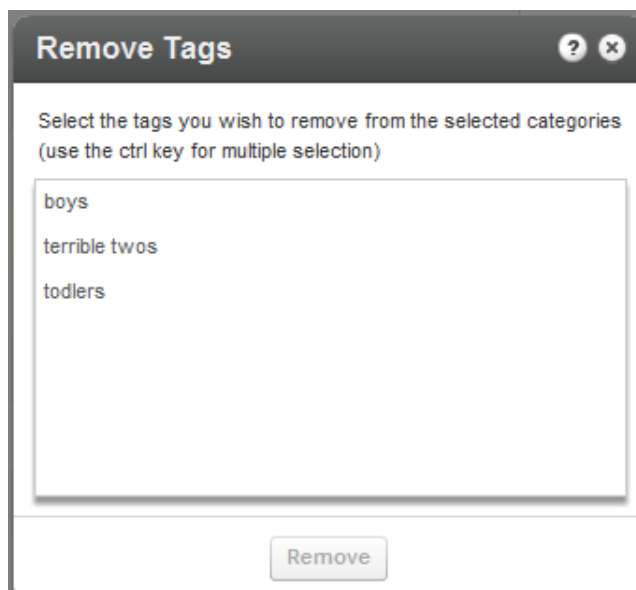 Remove Tags
Select the tags you wish to remove from the selected categories
(use the ctrl key for multiple selection)
boys
terrible twos
todlers
Remove